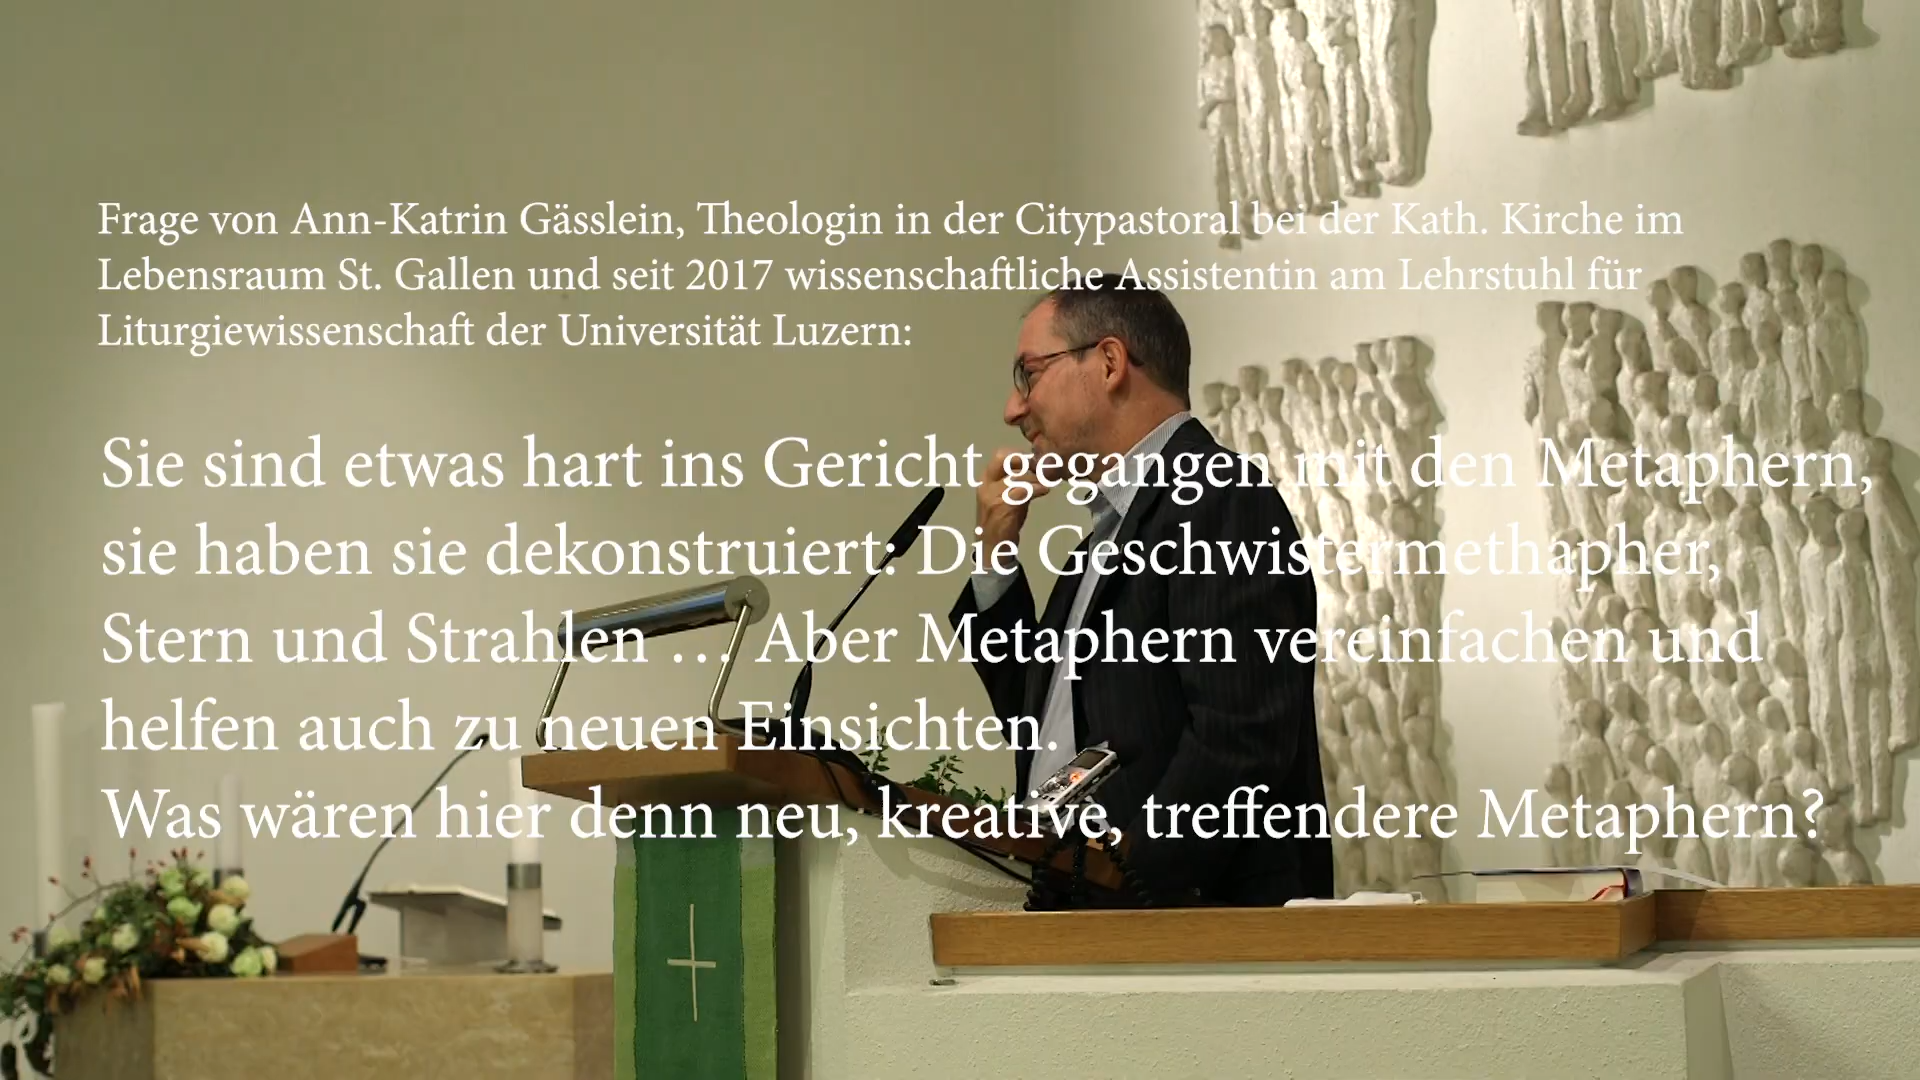 Frage von Ann-Katrin Gässlein, Theologin in der Citypastoral bei der Kath. Kirche im
Lebensraum St. Gallen und seit 2017 wissenschaftliche Assistentin am Lehrstuhl für
Liturgiewissenschaft der Universität Luzern:
Sie sind etwas hart ins Gericht gegangen mit den Metaphern,
sie haben sie dekonstruiert: Die Geschwistermethapher,
Stern und Strahlen … Aber Metaphern vereinfachen und
helfen auch zu neuen Einsichten.
Was wären hier denn neu, kreative, treffendere Metaphern?